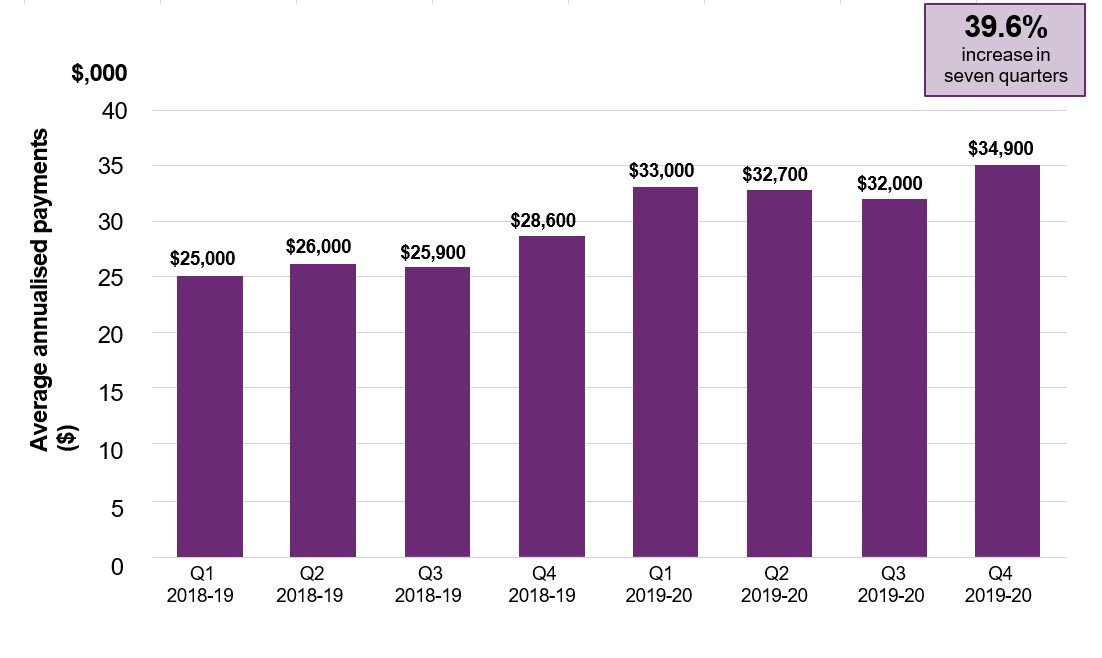 39.6%
increase in
seven quarters
$,000
Average annualised payments
($)
40
35
30
25
20
15
10
5
0
$25,000
$26,000
$25,900
$28,600
$33,000
$32,700
$32,000
$34,900
Q1
2018-19
Q2
2018-19
Q3
2018-19
Q4
2018-19
Q1
2019-20
Q2
2019-20
Q3
2019-20
Q4
2019-20